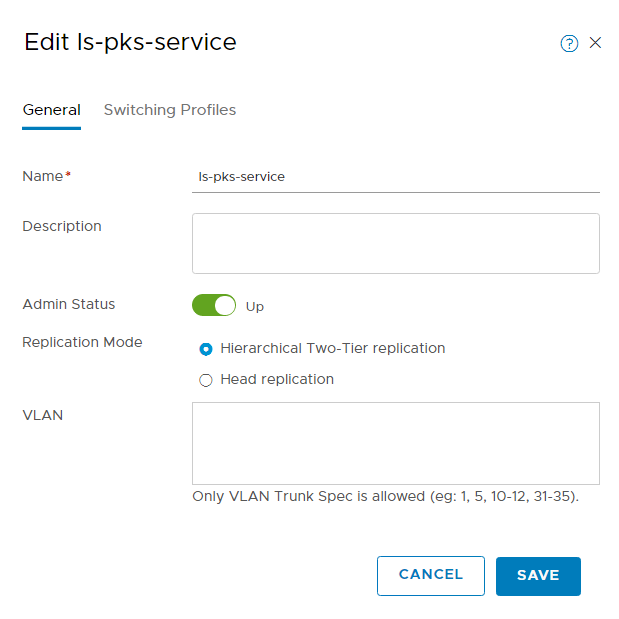 Edit ls-pks-service
?
General Switching Profiles
Name* ls-pks-service
Description
Admin Status Up
Replication Mode
Hierarchical Two-Tier replication
Head replication
VLAN
Only VLAN Trunk Spec is allowed (eg: 1, 5, 10-12, 31-35).
CANCEL SAVE